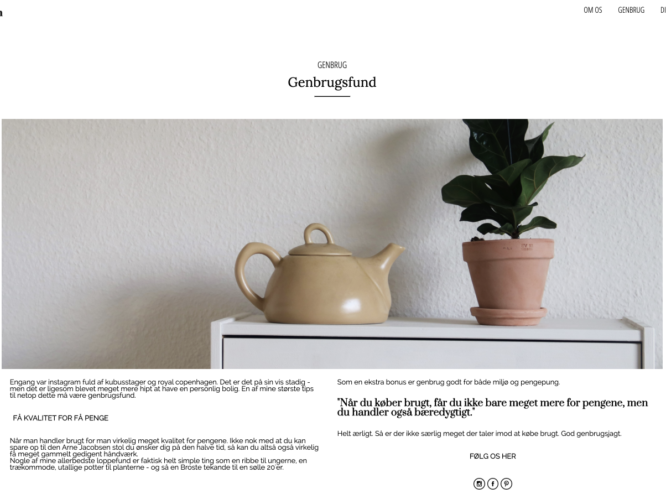 OM OS
GENBRUG
GENBRUG
Genbrugsfund
Engang var instagram fuld af kubusstager og royal copenhagen. Det er det på sin vis stadig -
men det er ligesom blevet meget mere hipt at have en personlig bolig. En af mine største tips
til netop dette må være genbrugsfund.
FÅ KVALITET FOR FÅ PENGE
Når man handler brugt for man virkelig meget kvalitet for pengene. Ikke nok med at du kan
spare op til den Arne Jacobsen stol du ønsker dig på den halve tid, så kan du altså også virkelig
få meget gammelt gedigent håndværk.
Nogle af mine allerbedste loppefund er faktisk helt simple ting som en ribbe til ungerne, en
trækommode, utallige potter til planterne - og så en Broste tekande til en sølle 20'er.
Som en ekstra bonus er genbrug godt for både miljø og pengepung.
"Når du køber brugt, får du ikke bare meget mere for pengene, men
du handler også bæredygtigt."
Helt ærligt. Så er der ikke særlig meget der taler imod at købe brugt. God genbrugsjagt.
FØLG OS HER